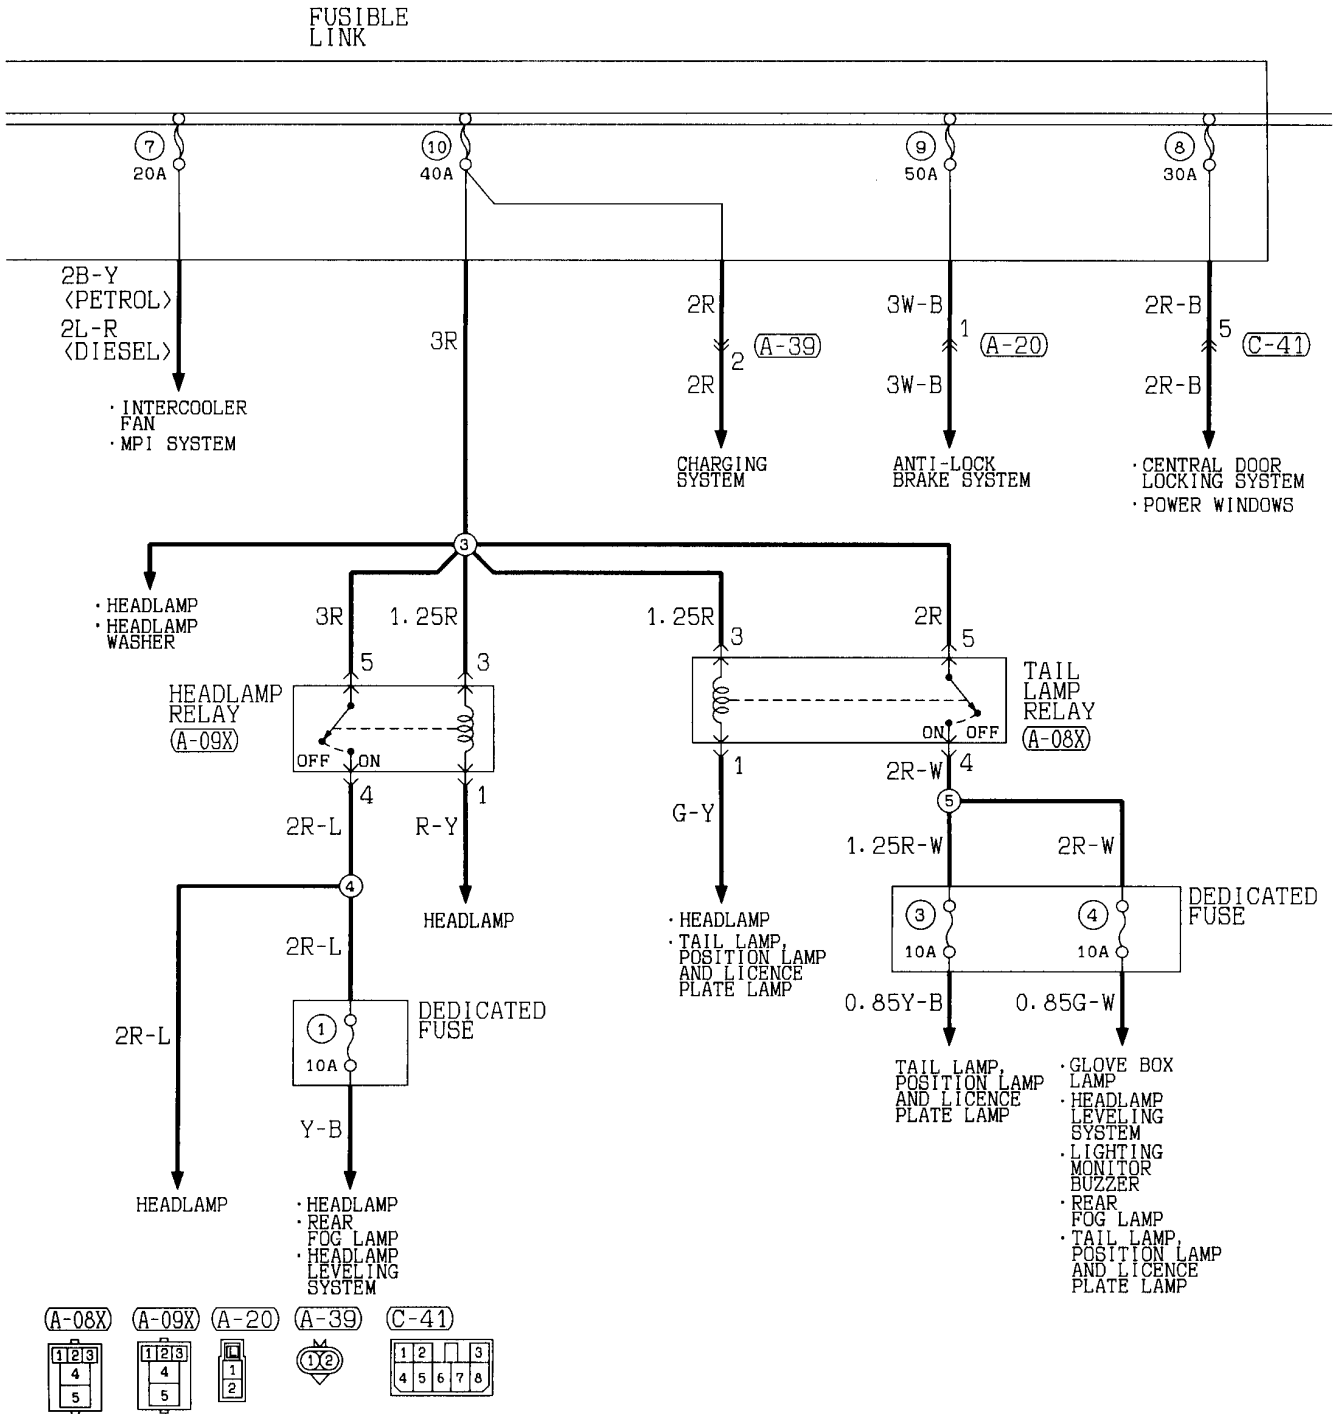 FUSIBLE
LINK
7
20A
10
40A
9
50A
8
30A
2B-Y
<PETROL>
2L-R
<DIESEL>
3R
2R
2
A-39
2R
3W-B
1
A-20
3W-B
2R-B
5
C-41
2R-B
· INTERCOOLER
FAN
· MPI SYSTEM
CHARGING
SYSTEM
ANTI-LOCK
BRAKE SYSTEM
· CENTRAL DOOR
LOCKING SYSTEM
· POWER WINDOWS
3
· HEADLAMP
· HEADLAMP
WASHER
3R
1.25R
1.25R
2R
5
3
3
5
HEADLAMP
RELAY
A-09X
OFF
ON
TAIL
LAMP
RELAY
A-08X
ON
OFF
4
1
1
4
2R-L
R-Y
G-Y
2R-W
5
1.25R-W
2R-W
4
HEADLAMP
· HEADLAMP
· TAIL LAMP,
POSITION LAMP
AND LICENCE
PLATE LAMP
3
10A
4
10A
DEDICATED
FUSE
2R-L
2R-L
1
10A
DEDICATED
FUSE
0.85Y-B
0.85G-W
Y-B
TAIL LAMP,
POSITION LAMP
AND LICENCE
PLATE LAMP
· GLOVE BOX
LAMP
· HEADLAMP
LEVELING
SYSTEM
· LIGHTING
MONITOR
BUZZER
· REAR
FOG LAMP
· TAIL LAMP,
POSITION LAMP
AND LICENCE
PLATE LAMP
HEADLAMP
· HEADLAMP
· REAR
FOG LAMP
· HEADLAMP
LEVELING
SYSTEM
A-08X
A-09X
A-20
A-39
C-41
1 2 3
4
5
1 2 3
4
5
1
2
1 2
1 2 3
4 5 6 7 8